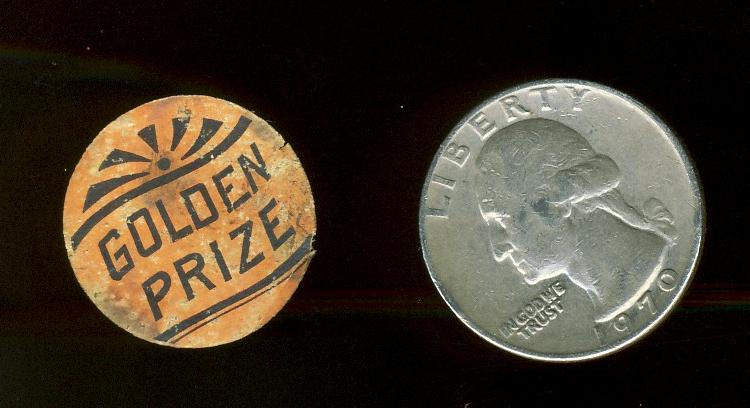 GOLDEN
PRIZE
LIBERTY
IN GOD WE
TRUST
1970